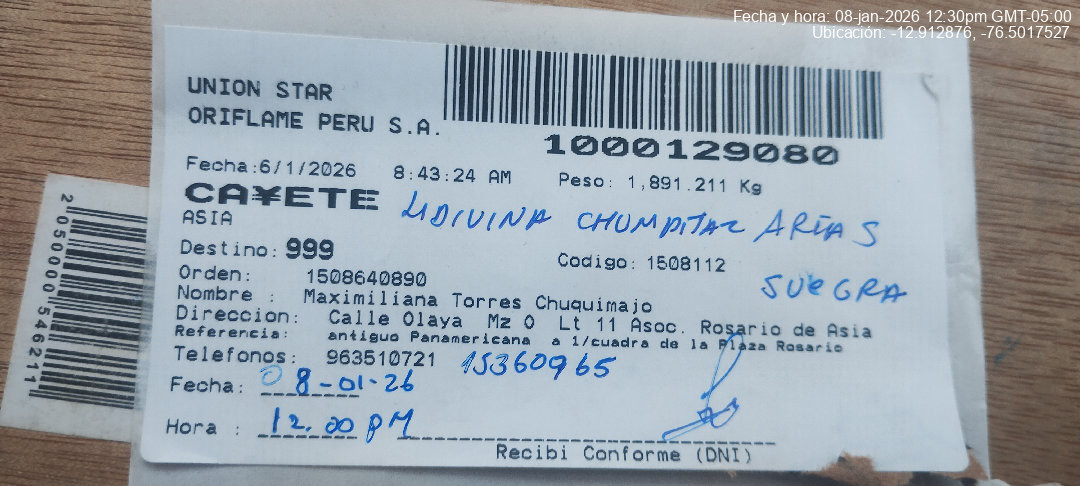 Fecha y hora: 08-jan-2026 12:30pm GMT-05:00
Ubicación: -12.912876, -76.5017527
UNION STAR
ORIFLAME PERU S.A.
1000129080
Fecha:6/1/2026 8:43:24 AM Peso: 1,891.211 Kg
CA¥ETE
ASIA
LIDIVINA CHUMPITAZ ARIAS
Destino: 999
Codigo: 1508112
SUEGRA
Orden: 1508640890
Nombre : Maximiliana Torres Chuquimajo
Direccion: Calle Olaya Mz O Lt 11 Asoc. Rosario de Asia
Referencia: antigua Panamericana a 1/cuadra de la Plaza Rosario
Telefonos: 963510721 15360965
Fecha: 08-01-26
Hora : 12.00 PM
Recibi Conforme (DNI)
2050000546211